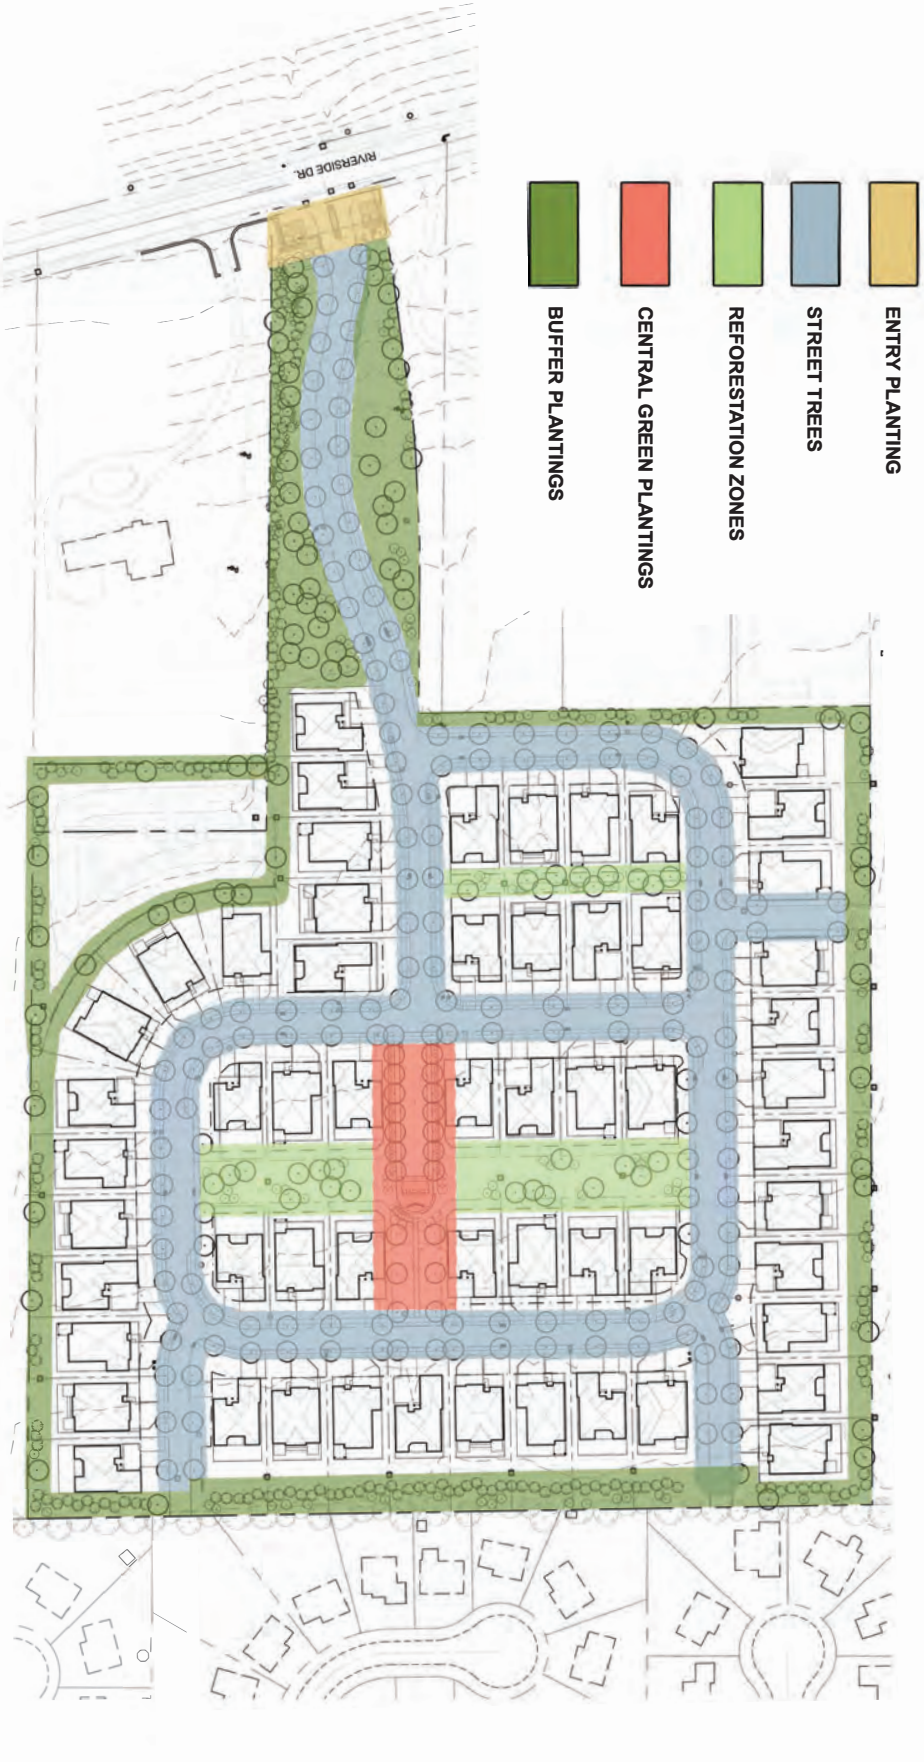 RIVERSIDE DR.
ENTRY PLANTING
STREET TREES
REFORESTATION ZONES
CENTRAL GREEN PLANTINGS
BUFFER PLANTINGS